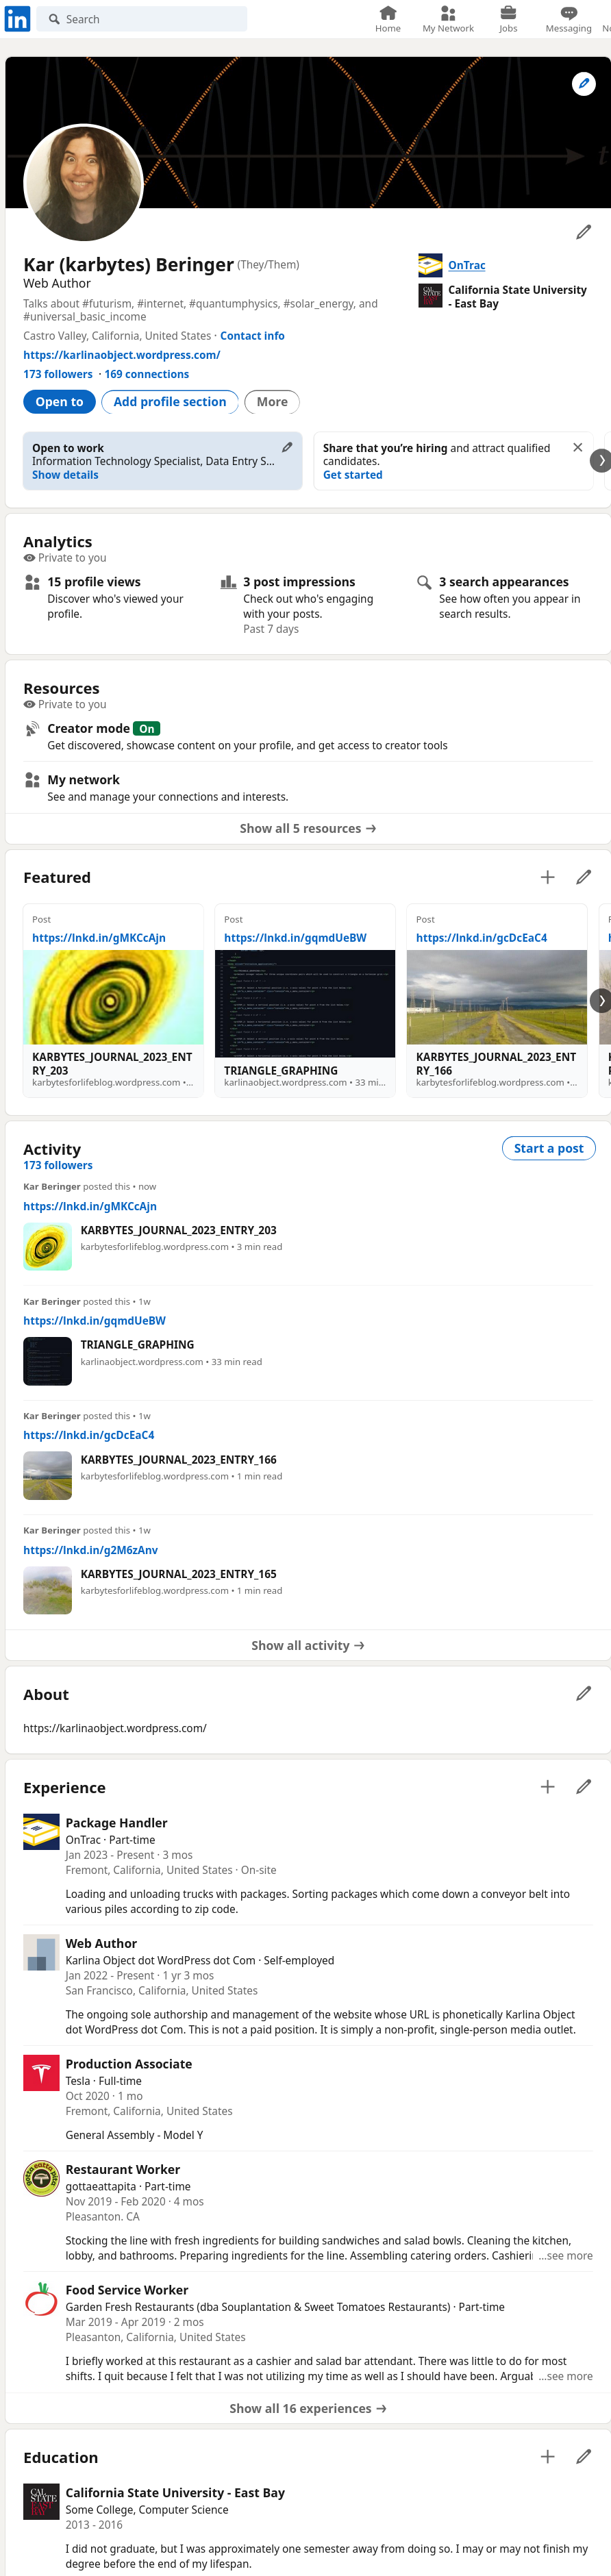 in
Search
Home
My Network
Jobs
Messaging
t
Kar (karbytes) Beringer (They/Them)
Web Author
Talks about #futurism, #internet, #quantumphysics, #solar_energy, and
#universal_basic_income
Castro Valley, California, United States · Contact info
https://karlinaobject.wordpress.com/
173 followers · 169 connections
OnTrac
California State University
- East Bay
Open to
Add profile section
More
Open to work
Information Technology Specialist, Data Entry S...
Show details
Share that you're hiring and attract qualified
candidates.
Get started
Analytics
Private to you
15 profile views
Discover who's viewed your
profile.
3 post impressions
Check out who's engaging
with your posts.
Past 7 days
3 search appearances
See how often you appear in
search results.
Resources
Private to you
Creator mode On
Get discovered, showcase content on your profile, and get access to creator tools
My network
See and manage your connections and interests.
Show all 5 resources →
Featured
Post
https://lnkd.in/gMKCcAjn
KARBYTES_JOURNAL_2023_ENT
RY_203
karbytesforlifeblog.wordpress.com •...
Post
https://lnkd.in/gqmdUeBW
TRIANGLE_GRAPHING
karlinaobject.wordpress.com • 33 mi...
Post
https://lnkd.in/gcDcEaC4
KARBYTES_JOURNAL_2023_ENT
RY_166
karbytesforlifeblog.wordpress.com •...
Activity
173 followers
Start a post
Kar Beringer posted this • now
https://lnkd.in/gMKCcAjn
KARBYTES_JOURNAL_2023_ENTRY_203
karbytesforlifeblog.wordpress.com • 3 min read
Kar Beringer posted this • 1w
https://lnkd.in/gqmdUeBW
TRIANGLE_GRAPHING
karlinaobject.wordpress.com • 33 min read
Kar Beringer posted this • 1w
https://lnkd.in/gcDcEaC4
KARBYTES_JOURNAL_2023_ENTRY_166
karbytesforlifeblog.wordpress.com • 1 min read
Kar Beringer posted this • 1w
https://lnkd.in/g2M6zAnv
KARBYTES_JOURNAL_2023_ENTRY_165
karbytesforlifeblog.wordpress.com • 1 min read
Show all activity →
About
https://karlinaobject.wordpress.com/
Experience
Package Handler
OnTrac · Part-time
Jan 2023 - Present · 3 mos
Fremont, California, United States · On-site
Loading and unloading trucks with packages. Sorting packages which come down a conveyor belt into
various piles according to zip code.
Web Author
Karlina Object dot WordPress dot Com · Self-employed
Jan 2022 - Present · 1 yr 3 mos
San Francisco, California, United States
The ongoing sole authorship and management of the website whose URL is phonetically Karlina Object
dot WordPress dot Com. This is not a paid position. It is simply a non-profit, single-person media outlet.
Production Associate
Tesla · Full-time
Oct 2020 · 1 mo
Fremont, California, United States
General Assembly - Model Y
Restaurant Worker
gottaeattapita · Part-time
Nov 2019 - Feb 2020 · 4 mos
Pleasanton. CA
Stocking the line with fresh ingredients for building sandwiches and salad bowls. Cleaning the kitchen,
lobby, and bathrooms. Preparing ingredients for the line. Assembling catering orders. Cashieri ...see more
Food Service Worker
Garden Fresh Restaurants (dba Souplantation & Sweet Tomatoes Restaurants) · Part-time
Mar 2019 - Apr 2019 · 2 mos
Pleasanton, California, United States
I briefly worked at this restaurant as a cashier and salad bar attendant. There was little to do for most
shifts. I quit because I felt that I was not utilizing my time as well as I should have been. Arguab ...see more
Show all 16 experiences →
Education
CAL
STATE
EAST
BAY
California State University - East Bay
Some College, Computer Science
2013 - 2016
I did not graduate, but I was approximately one semester away from doing so. I may or may not finish my
degree before the end of my lifespan.